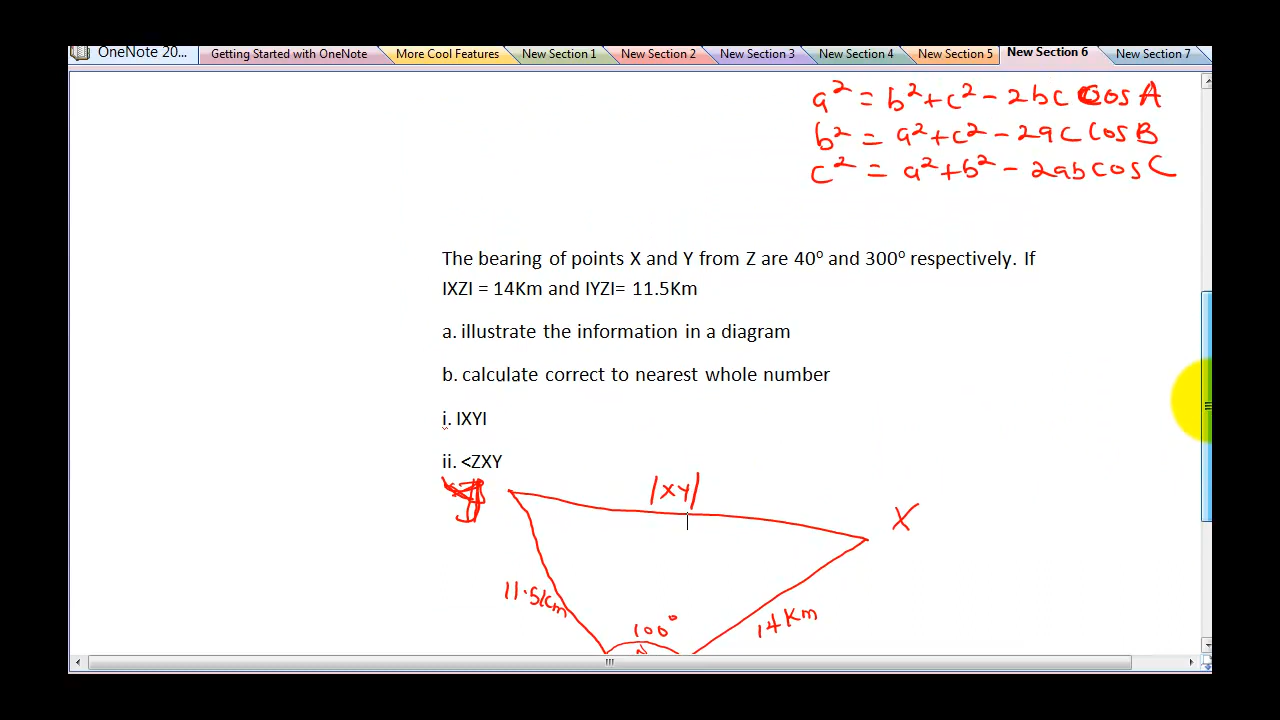 OneNote 20...
Getting Started with OneNote
More Cool Features
New Section 1
New Section 2
New Section 3
New Section 4
New Section 5
New Section 6
New Section 7
a² = b² + c² - 2bc cos A
b² = a² + c² - 2ac cos B
c² = a² + b² - 2ab cos C
The bearing of points X and Y from Z are 40º and 300º respectively. If
IXZI = 14Km and IYZI= 11.5Km
a. illustrate the information in a diagram
b. calculate correct to nearest whole number
i. IXYI
ii. <ZXY
|XY|
X
11.5Km
100°
14Km